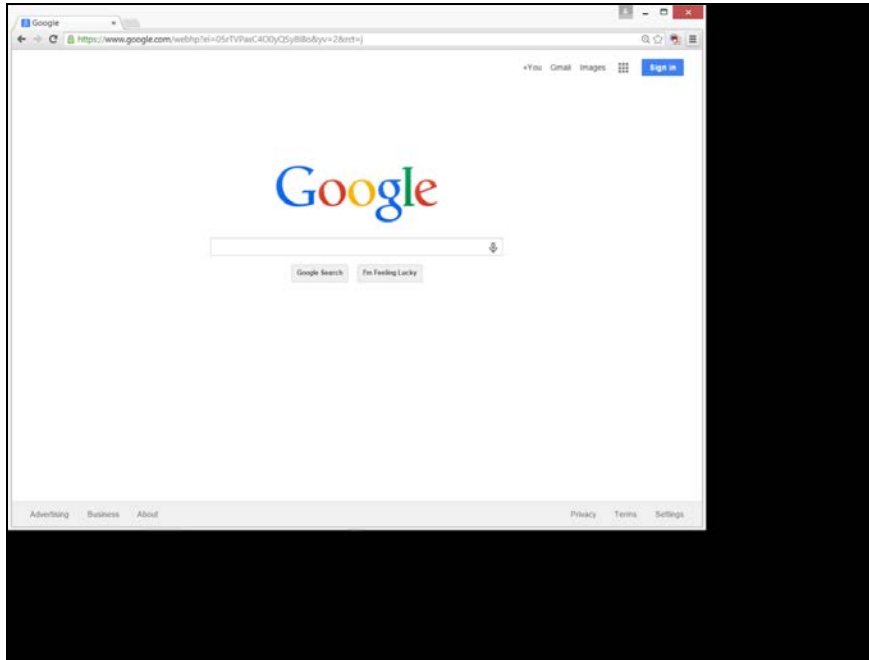 Google
https://www.google.com/webhp?
+You Gmail Images Sign in
Google
Google Search I'm Feeling Lucky
Advertising Business About Privacy Terms Settings